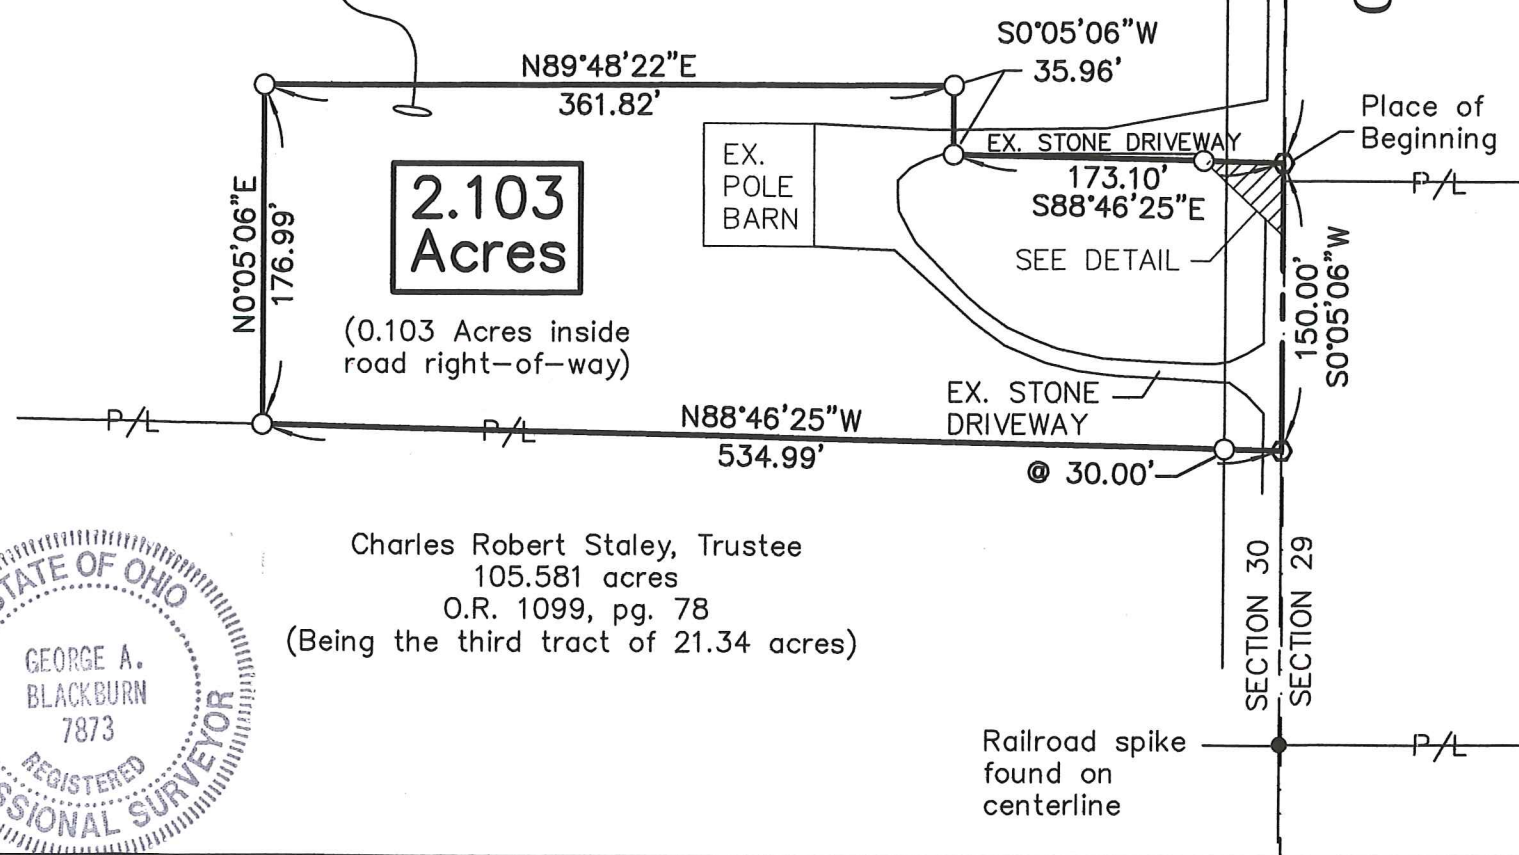 S0°05'06"W
35.96'
N89°48'22"E
361.82'
Place of
Beginning
EX. STONE DRIVEWAY
EX.
POLE
BARN
173.10'
S88°46'25"E
P/L
2.103
Acres
N0°05'06"E
176.99'
SEE DETAIL
150.00'
S0°05'06"W
(0.103 Acres inside
road right-of-way)
EX. STONE
DRIVEWAY
P/L
P/L
N88°46'25"W
534.99'
@ 30.00'
Charles Robert Staley, Trustee
105.581 acres
O.R. 1099, pg. 78
(Being the third tract of 21.34 acres)
SECTION 30
SECTION 29
STATE OF OHIO
GEORGE A.
BLACKBURN
7873
REGISTERED
SSIONAL SURVEYOR
Railroad spike
found on
centerline
P/L